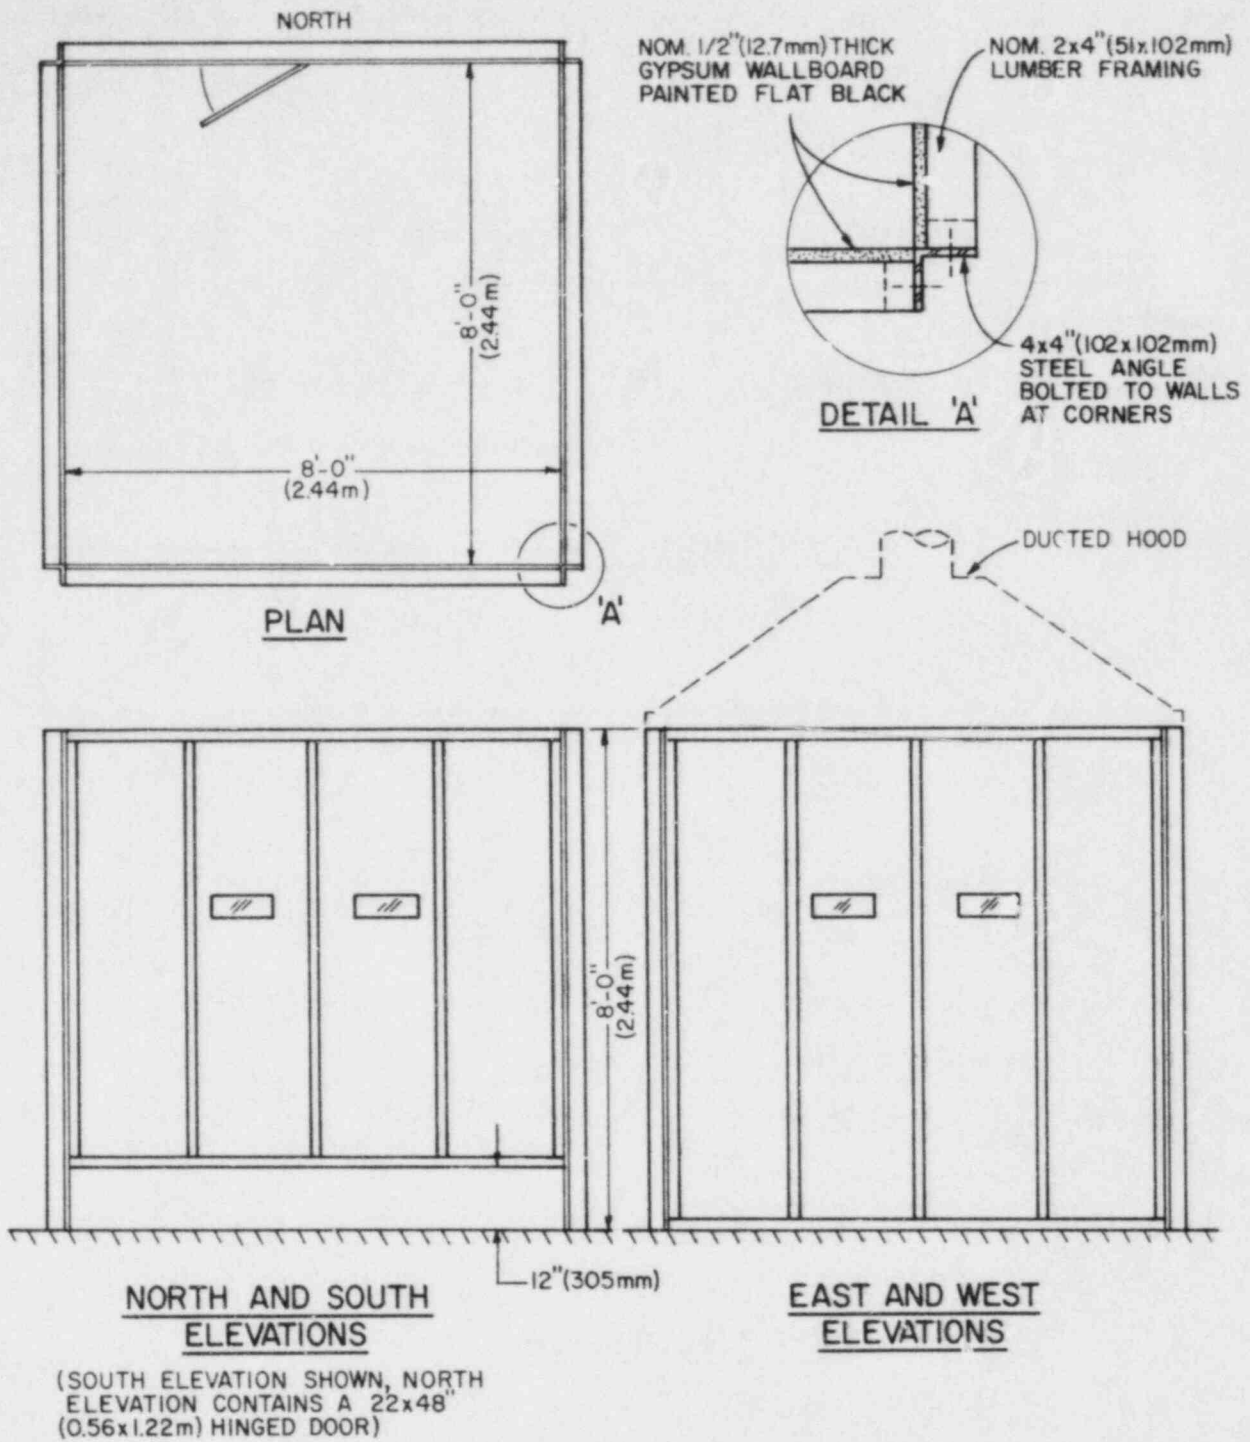 NORTH
8'-0"
(2.44m)
8'-0"
(2.44m)
'A'
PLAN
NOM. 1/2"(12.7mm) THICK
GYPSUM WALLBOARD
PAINTED FLAT BLACK
NOM. 2x4"(51x102mm)
LUMBER FRAMING
4x4"(102x102mm)
STEEL ANGLE
BOLTED TO WALLS
AT CORNERS
DETAIL 'A'
DUCTED HOOD
8'-0"
(2.44m)
12"(305mm)
NORTH AND SOUTH
ELEVATIONS
(SOUTH ELEVATION SHOWN, NORTH
ELEVATION CONTAINS A 22x48"
(0.56x1.22m) HINGED DOOR)
EAST AND WEST
ELEVATIONS